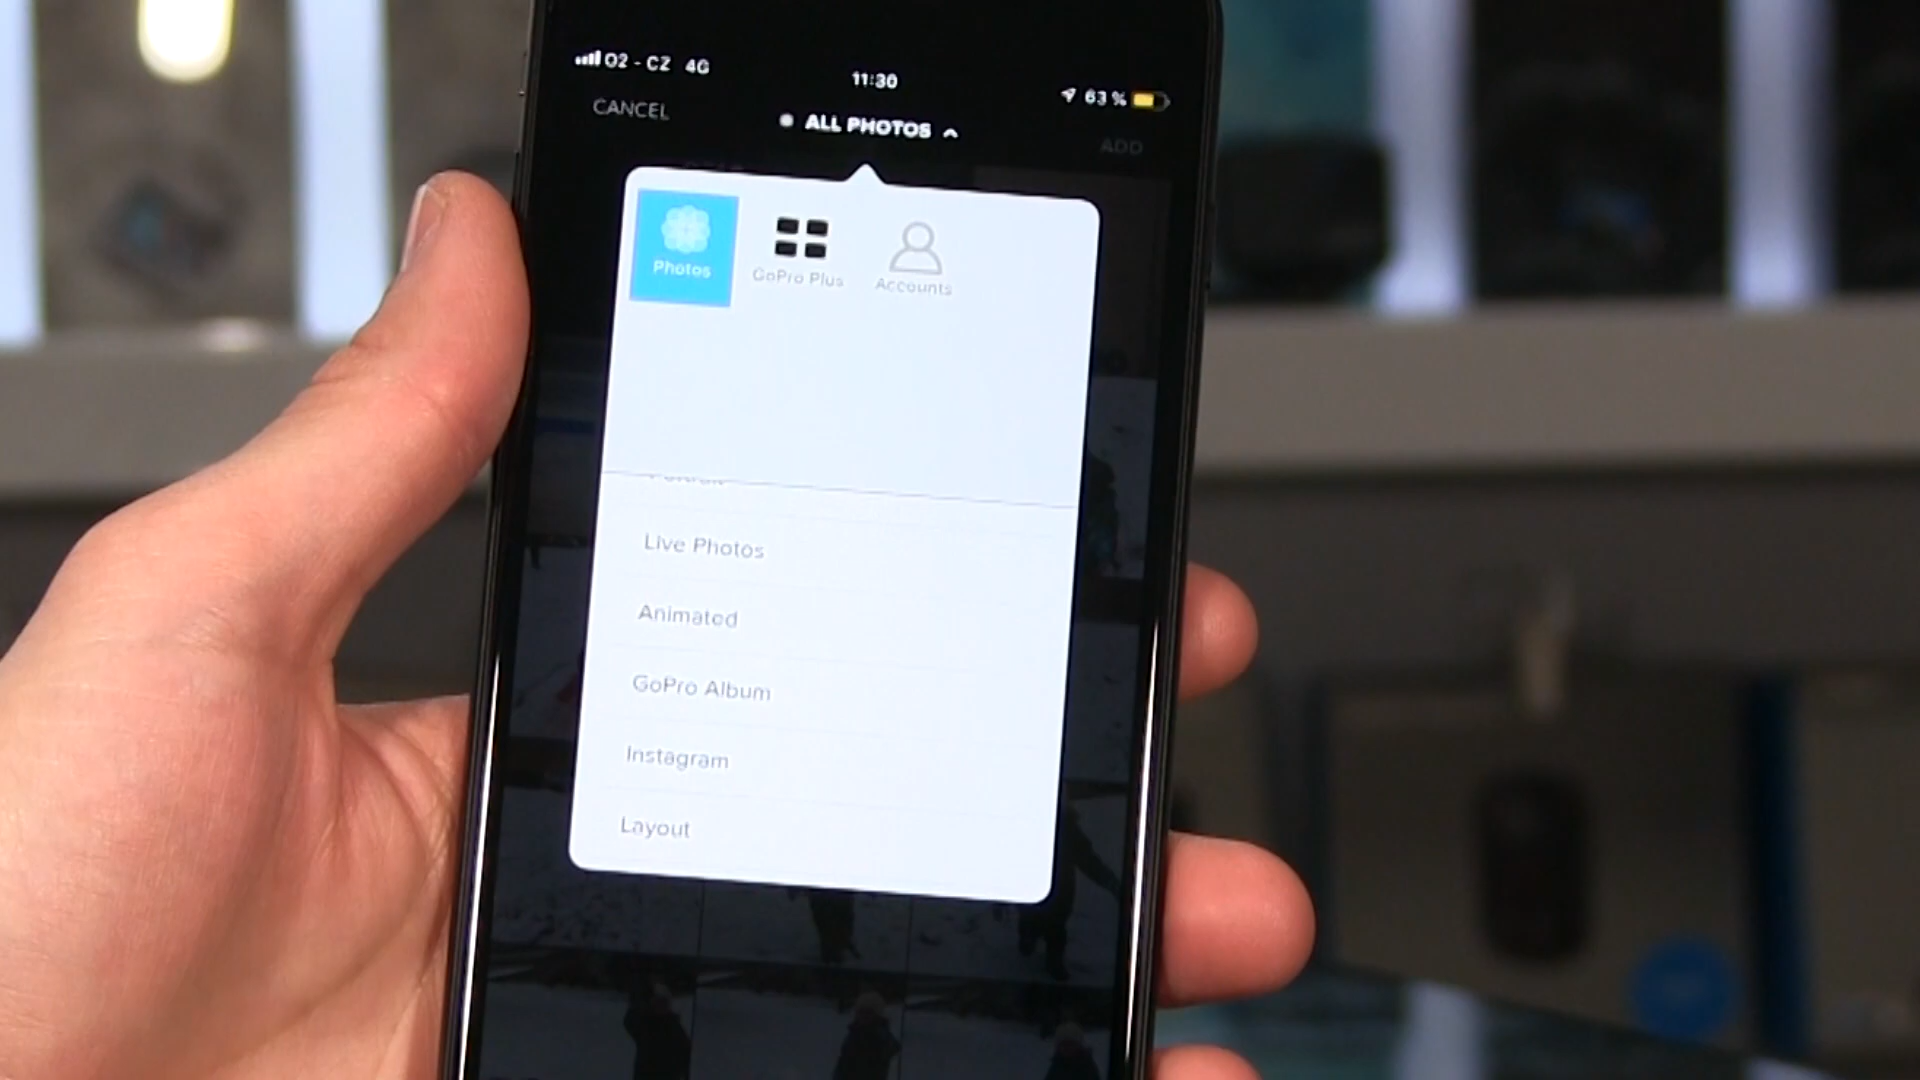 O2 - CZ 4G
11:30
63 %
CANCEL
ALL PHOTOS
ADD
Photos
GoPro Plus
Accounts
Live Photos
Animated
GoPro Album
Instagram
Layout